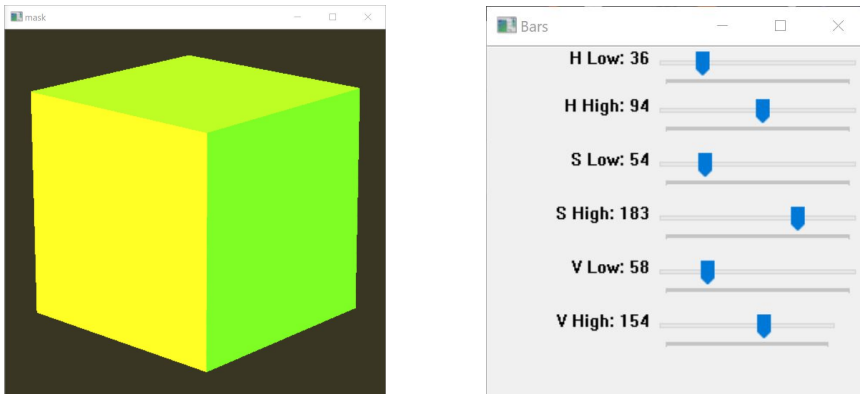 mask
Bars
H Low: 36
H High: 94
S Low: 54
S High: 183
V Low: 58
V High: 154